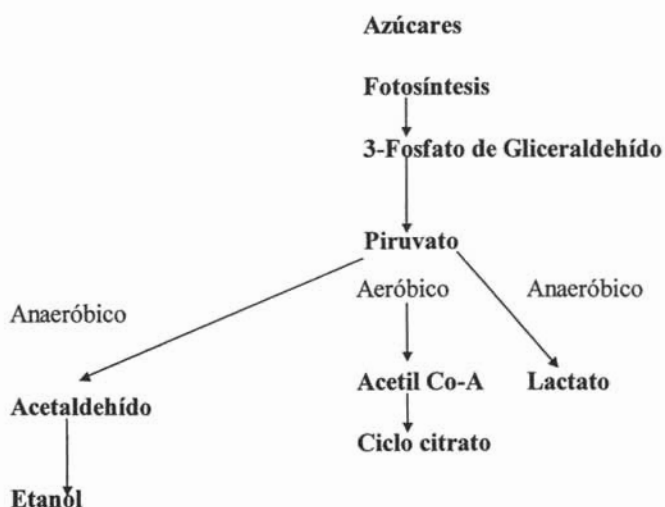 Azúcares
Fotosíntesis
3-Fosfato de Gliceraldehído
Piruvato
Anaeróbico
Aeróbico
Anaeróbico
Acetaldehído
Acetil Co-A
Lactato
Ciclo citrato
Etanol